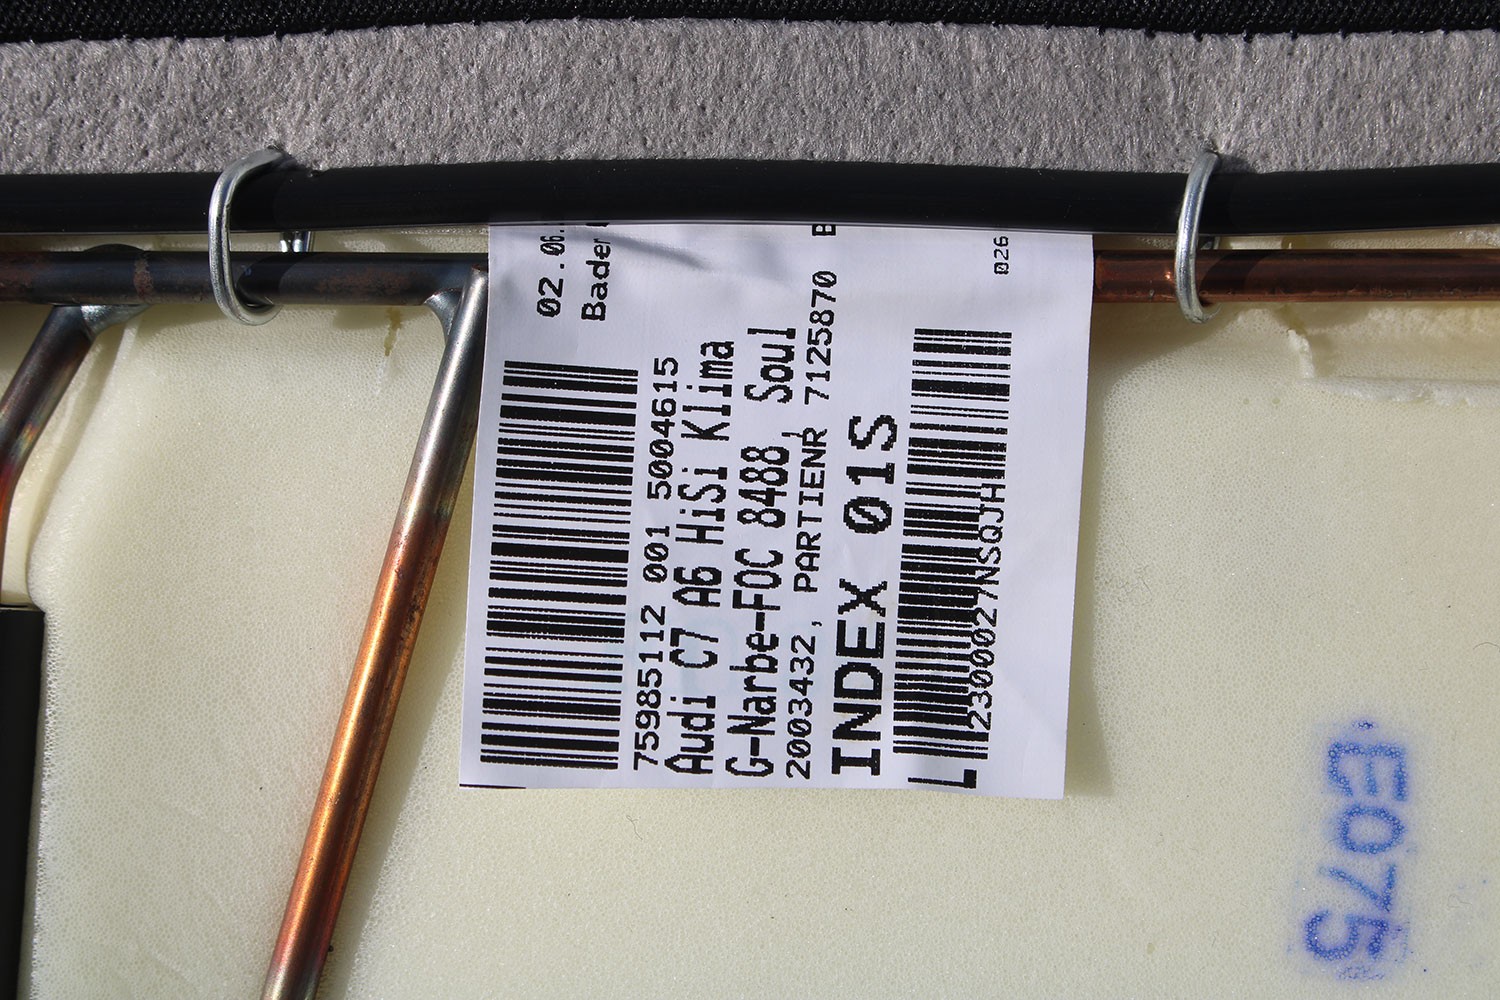 02.06.
Bader
75985112 001 5004615
Audi C7 A6 HiSi Klima
G-Narbe-FOC 8488, Soul
2003432, PARTIENR 7125870 B
INDEX 01S
026
2300027NSQJH
L
E075